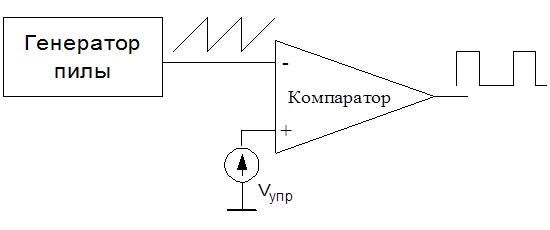 Генератор
пилы
-
Компаратор
+
Vупр